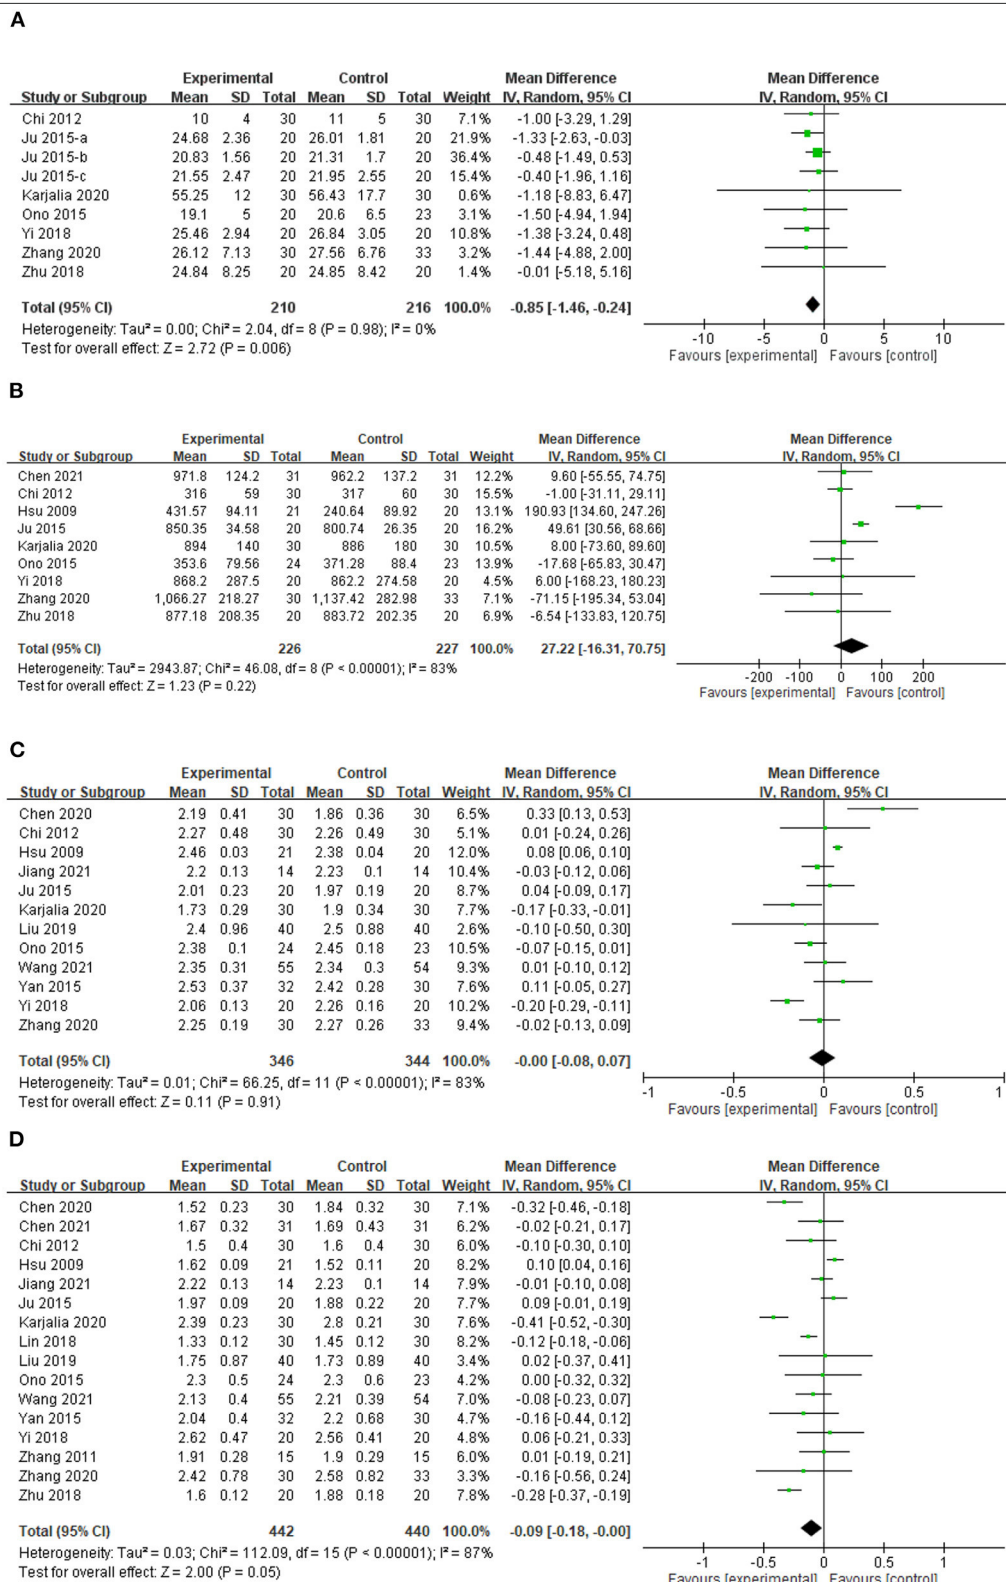 A
Experimental Control Mean Difference Mean Difference
Study or Subgroup Mean SD Total Mean SD Total Weight IV, Random, 95% CI IV, Random, 95% CI
Chi 2012 10 4 30 11 5 30 7.1% -1.00 [-3.29, 1.29]
Ju 2015-a 24.68 2.36 20 26.01 1.81 20 21.9% -1.33 [-2.63, -0.03]
Ju 2015-b 20.83 1.56 20 21.31 1.7 20 36.4% -0.48 [-1.49, 0.53]
Ju 2015-c 21.55 2.47 20 21.95 2.55 20 15.4% -0.40 [-1.96, 1.16]
Karjalia 2020 55.25 12 30 56.43 17.7 30 0.6% -1.18 [-8.83, 6.47]
Ono 2015 19.1 5 20 20.6 6.5 23 3.1% -1.50 [-4.94, 1.94]
Yi 2018 25.46 2.94 20 26.84 3.05 20 10.8% -1.38 [-3.24, 0.48]
Zhang 2020 26.12 7.13 30 27.56 6.76 33 3.2% -1.44 [-4.88, 2.00]
Zhu 2018 24.84 8.25 20 24.85 8.42 20 1.4% -0.01 [-5.18, 5.16]
Total (95% CI) 210 216 100.0% -0.85 [-1.46, -0.24]
Heterogeneity: Tau² = 0.00; Chi² = 2.04, df = 8 (P = 0.98); I² = 0%
Test for overall effect: Z = 2.72 (P = 0.006)
-10 -5 0 5 10
Favours [experimental] Favours [control]
B
Experimental Control Mean Difference Mean Difference
Study or Subgroup Mean SD Total Mean SD Total Weight IV, Random, 95% CI IV, Random, 95% CI
Chen 2021 971.8 124.2 31 962.2 137.2 31 12.2% 9.60 [-55.55, 74.75]
Chi 2012 316 59 30 317 60 30 15.5% -1.00 [-31.11, 29.11]
Hsu 2009 431.57 94.11 21 240.64 89.92 20 13.1% 190.93 [134.60, 247.26]
Ju 2015 850.35 34.58 20 800.74 26.35 20 16.2% 49.61 [30.56, 68.66]
Karjalia 2020 894 140 30 886 180 30 10.5% 8.00 [-73.60, 89.60]
Ono 2015 353.6 79.56 24 371.28 88.4 23 13.9% -17.68 [-65.83, 30.47]
Yi 2018 868.2 287.5 20 862.2 274.58 20 4.5% 6.00 [-168.23, 180.23]
Zhang 2020 1,066.27 218.27 30 1,137.42 282.98 33 7.1% -71.15 [-195.34, 53.04]
Zhu 2018 877.18 208.35 20 883.72 202.35 20 6.9% -6.54 [-133.83, 120.75]
Total (95% CI) 226 227 100.0% 27.22 [-16.31, 70.75]
Heterogeneity: Tau² = 2943.87; Chi² = 46.08, df = 8 (P < 0.00001); I² = 83%
Test for overall effect: Z = 1.23 (P = 0.22)
-200 -100 0 100 200
Favours [experimental] Favours [control]
C
Experimental Control Mean Difference Mean Difference
Study or Subgroup Mean SD Total Mean SD Total Weight IV, Random, 95% CI IV, Random, 95% CI
Chen 2020 2.19 0.41 30 1.86 0.36 30 6.5% 0.33 [0.13, 0.53]
Chi 2012 2.27 0.48 30 2.26 0.49 30 5.1% 0.01 [-0.24, 0.26]
Hsu 2009 2.46 0.03 21 2.38 0.04 20 12.0% 0.08 [0.06, 0.10]
Jiang 2021 2.2 0.13 14 2.23 0.1 14 10.4% -0.03 [-0.12, 0.06]
Ju 2015 2.01 0.23 20 1.97 0.19 20 8.7% 0.04 [-0.09, 0.17]
Karjalia 2020 1.73 0.29 30 1.9 0.34 30 7.7% -0.17 [-0.33, -0.01]
Liu 2019 2.4 0.96 40 2.5 0.88 40 2.6% -0.10 [-0.50, 0.30]
Ono 2015 2.38 0.1 24 2.45 0.18 23 10.5% -0.07 [-0.15, 0.01]
Wang 2021 2.35 0.31 55 2.34 0.3 54 9.3% 0.01 [-0.10, 0.12]
Yan 2015 2.53 0.37 32 2.42 0.28 30 7.6% 0.11 [-0.05, 0.27]
Yi 2018 2.06 0.13 20 2.26 0.16 20 10.2% -0.20 [-0.29, -0.11]
Zhang 2020 2.25 0.19 30 2.27 0.26 33 9.4% -0.02 [-0.13, 0.09]
Total (95% CI) 346 344 100.0% -0.00 [-0.08, 0.07]
Heterogeneity: Tau² = 0.01; Chi² = 66.25, df = 11 (P < 0.00001); I² = 83%
Test for overall effect: Z = 0.11 (P = 0.91)
-1 -0.5 0 0.5 1
Favours [experimental] Favours [control]
D
Experimental Control Mean Difference Mean Difference
Study or Subgroup Mean SD Total Mean SD Total Weight IV, Random, 95% CI IV, Random, 95% CI
Chen 2020 1.52 0.23 30 1.84 0.32 30 7.1% -0.32 [-0.46, -0.18]
Chen 2021 1.67 0.32 31 1.69 0.43 31 6.2% -0.02 [-0.21, 0.17]
Chi 2012 1.5 0.4 30 1.6 0.4 30 6.0% -0.10 [-0.30, 0.10]
Hsu 2009 1.62 0.09 21 1.52 0.11 20 8.2% 0.10 [0.04, 0.16]
Jiang 2021 2.22 0.13 14 2.23 0.1 14 7.9% -0.01 [-0.10, 0.08]
Ju 2015 1.97 0.09 20 1.88 0.22 20 7.7% 0.09 [-0.01, 0.19]
Karjalia 2020 2.39 0.23 30 2.8 0.21 30 7.6% -0.41 [-0.52, -0.30]
Lin 2018 1.33 0.12 30 1.45 0.12 30 8.2% -0.12 [-0.18, -0.06]
Liu 2019 1.75 0.87 40 1.73 0.89 40 3.4% 0.02 [-0.37, 0.41]
Ono 2015 2.3 0.5 24 2.3 0.6 23 4.2% 0.00 [-0.32, 0.32]
Wang 2021 2.13 0.4 55 2.21 0.39 54 7.0% -0.08 [-0.23, 0.07]
Yan 2015 2.04 0.4 32 2.2 0.68 30 4.7% -0.16 [-0.44, 0.12]
Yi 2018 2.62 0.47 20 2.56 0.41 20 4.8% 0.06 [-0.21, 0.33]
Zhang 2011 1.91 0.28 15 1.9 0.29 15 6.0% 0.01 [-0.19, 0.21]
Zhang 2020 2.42 0.78 30 2.58 0.82 33 3.3% -0.16 [-0.56, 0.24]
Zhu 2018 1.6 0.12 20 1.88 0.18 20 7.8% -0.28 [-0.37, -0.19]
Total (95% CI) 442 440 100.0% -0.09 [-0.18, -0.00]
Heterogeneity: Tau² = 0.03; Chi² = 112.09, df = 15 (P < 0.00001); I² = 87%
Test for overall effect: Z = 2.00 (P = 0.05)
-1 -0.5 0 0.5 1
Favours [experimental] Favours [control]